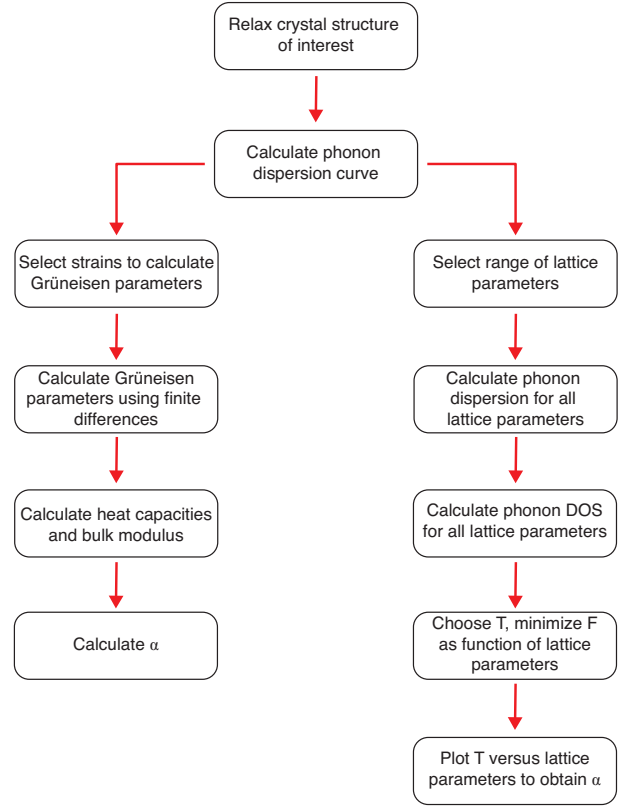 Relax crystal structure
of interest
Calculate phonon
dispersion curve
Select strains to calculate
Grüneisen parameters
Calculate Grüneisen
parameters using finite
differences
Calculate heat capacities
and bulk modulus
Calculate α
Select range of lattice
parameters
Calculate phonon
dispersion for all
lattice parameters
Calculate phonon DOS
for all lattice parameters
Choose T, minimize F
as function of lattice
parameters
Plot T versus lattice
parameters to obtain α